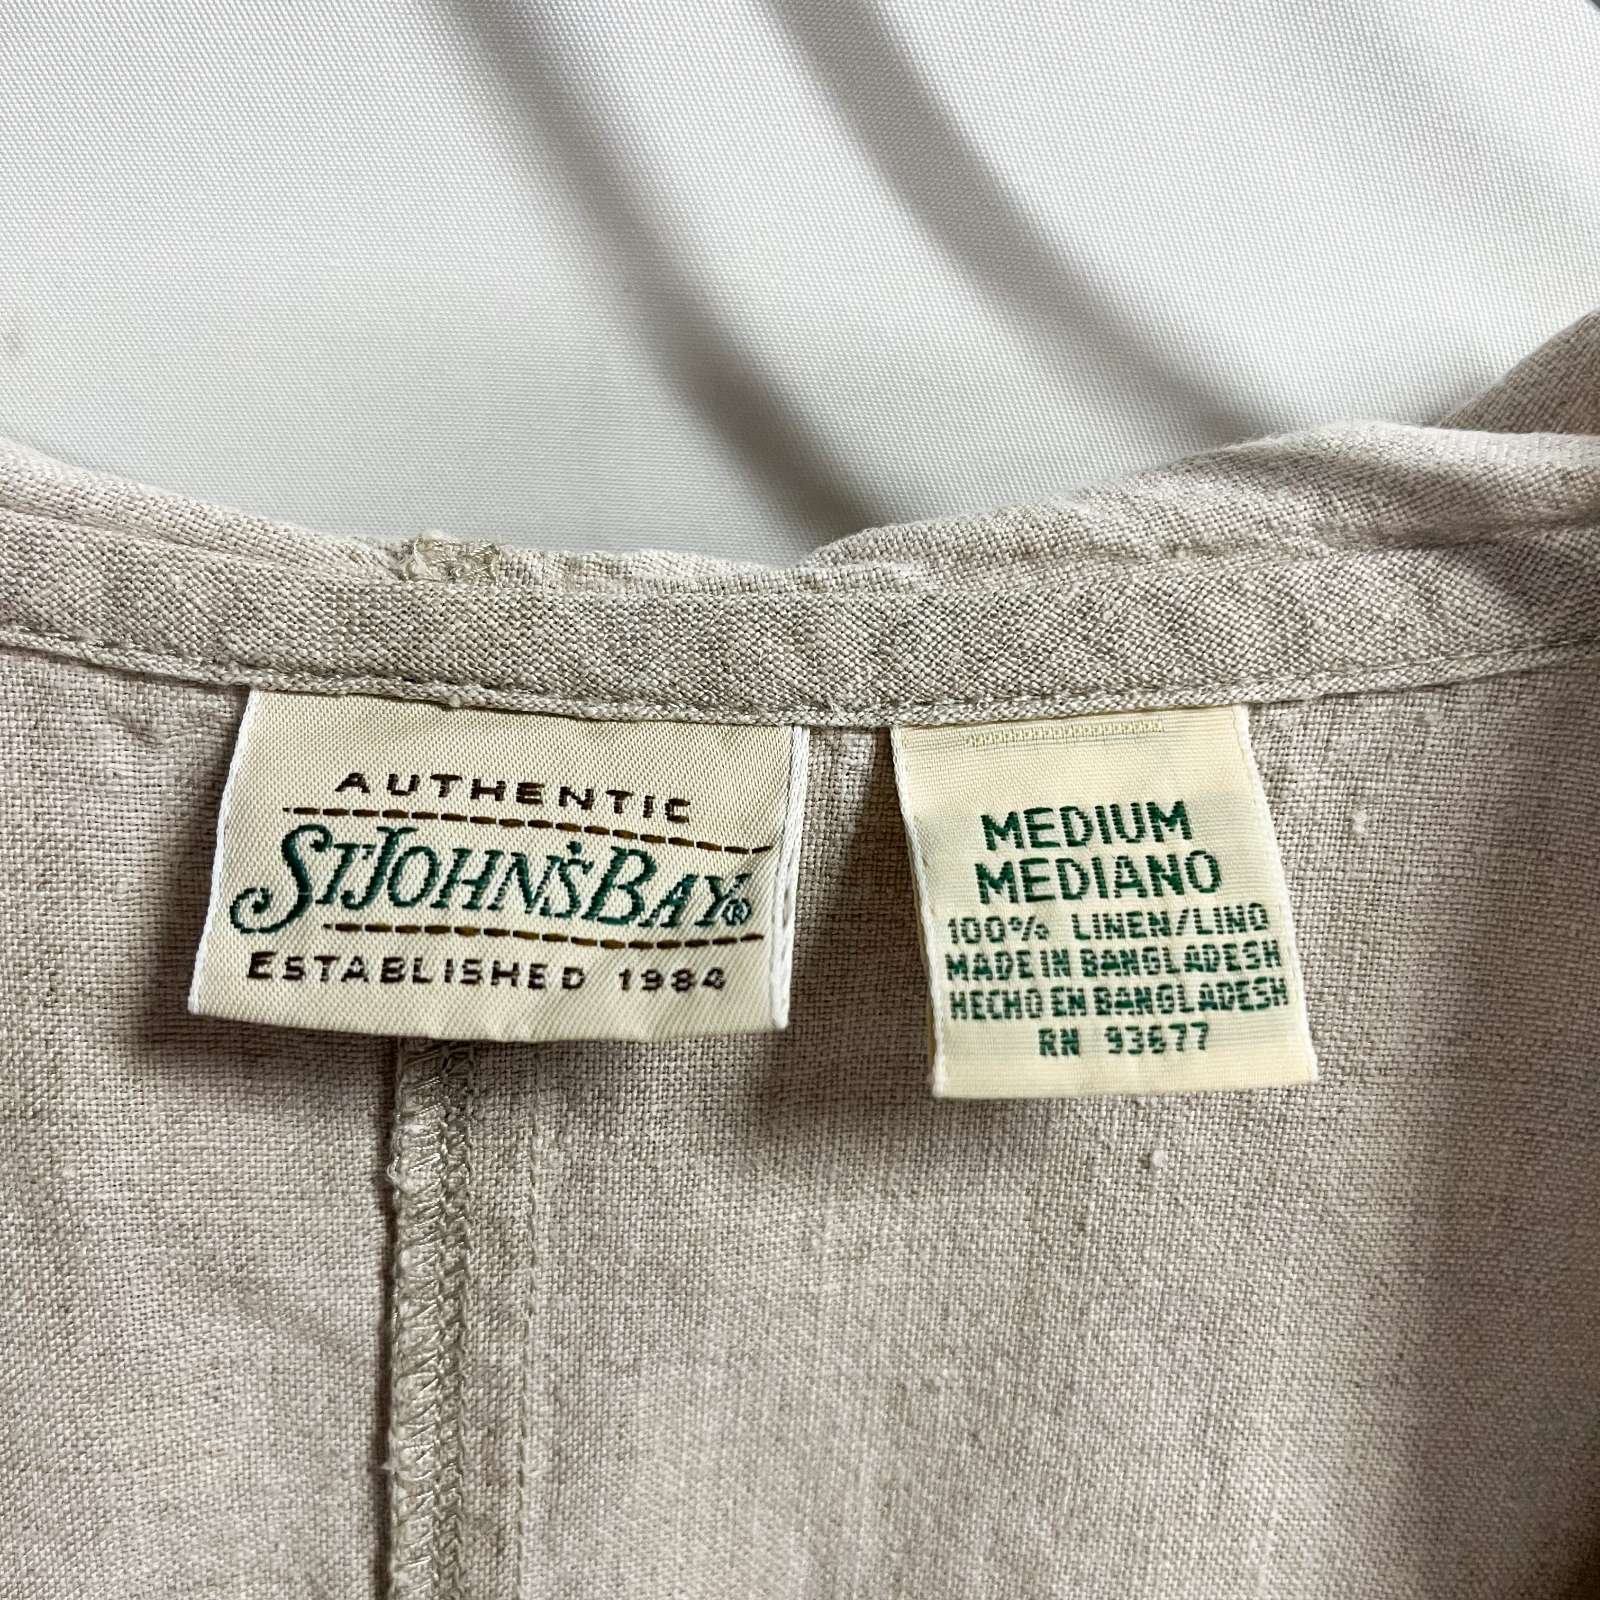 AUTHENTIC
ST. JOHN'S BAY®
ESTABLISHED 1984
MEDIUM
MEDIANO
100% LINEN/LINO
MADE IN BANGLADESH
HECHO EN BANGLADESH
RN 93677